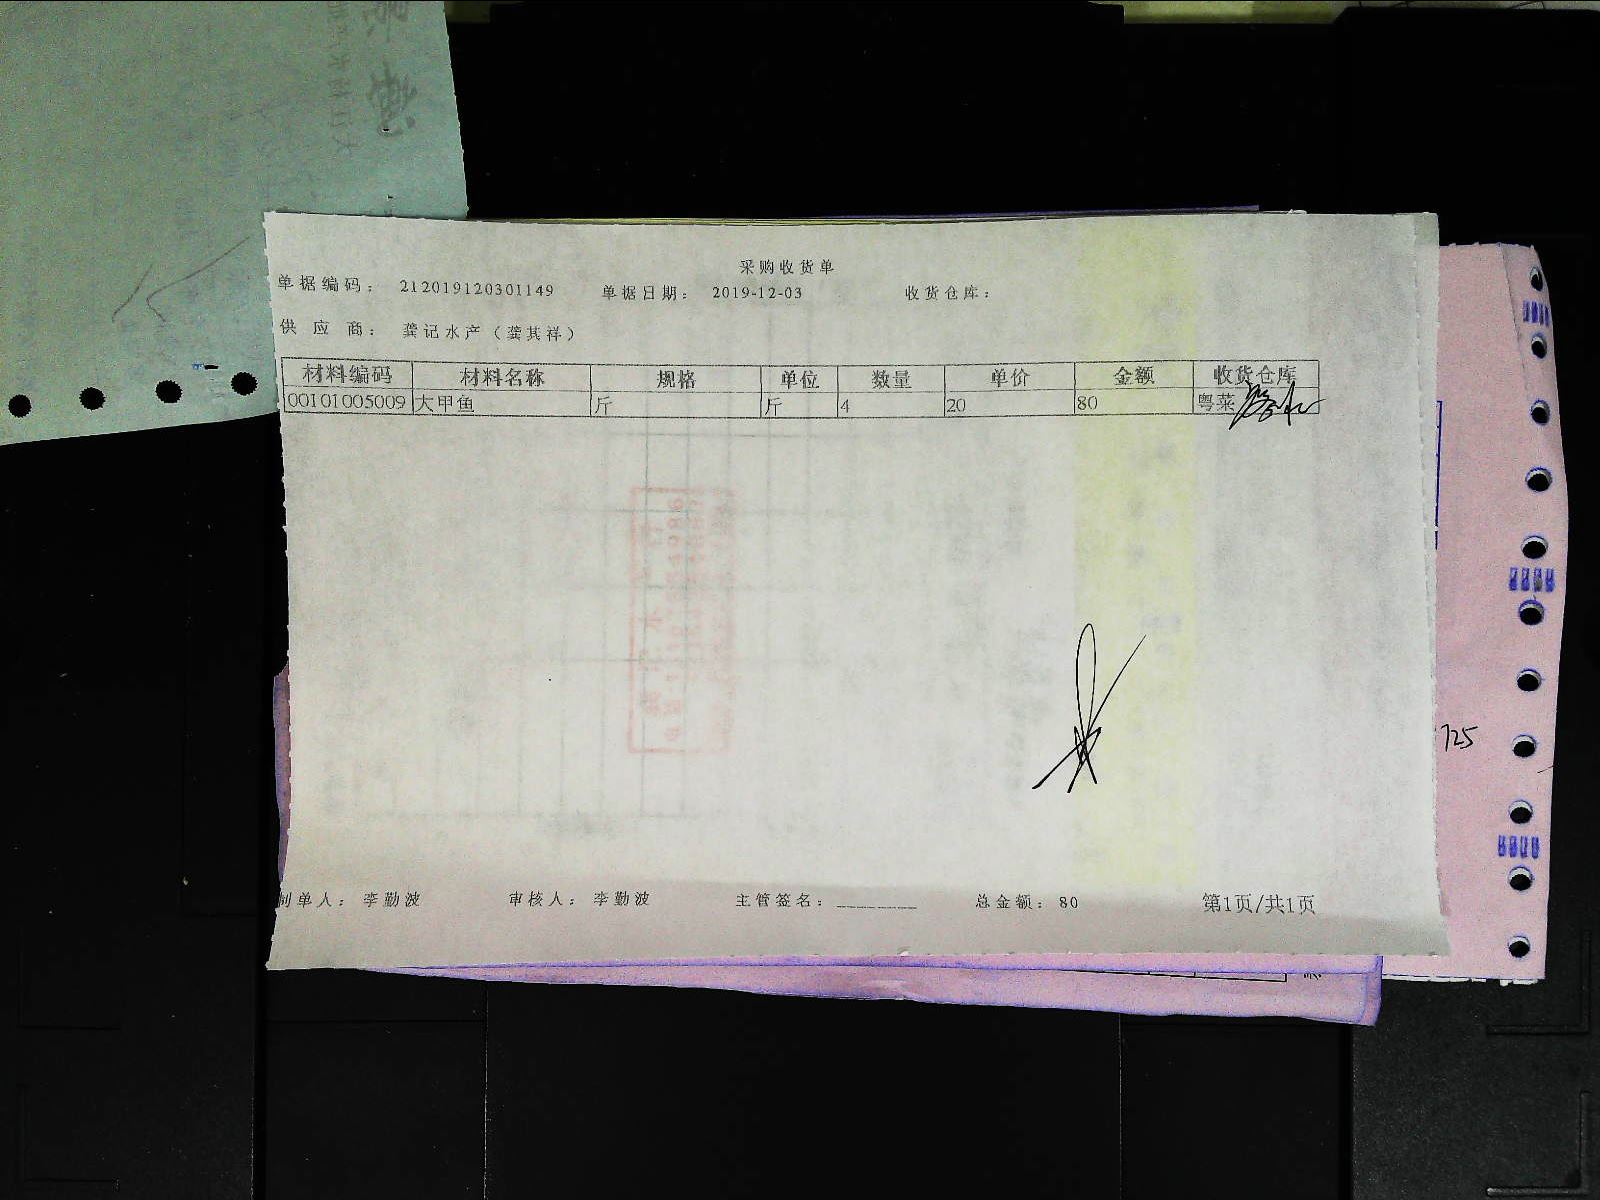 采购收货单
单据编码： 212019120301149 单据日期： 2019-12-03 收货仓库：
供 应 商： 龚记水产（龚其祥）
材料编码 材料名称 规格 单位 数量 单价 金额 收货仓库
00101005009 大甲鱼 斤 斤 4 20 80 粤菜
725
制单人： 李勤波 审核人： 李勤波 主管签名：________ 总金额：80 第1页/共1页